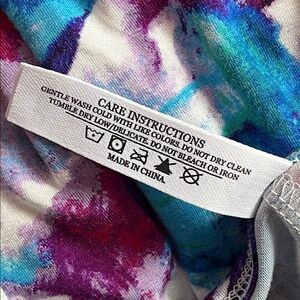 CARE INSTRUCTIONS
GENTLE WASH COLD WITH LIKE COLORS. DO NOT DRY CLEAN
TUMBLE DRY LOW/DELICATE. DO NOT BLEACH OR IRON
MADE IN CHINA.